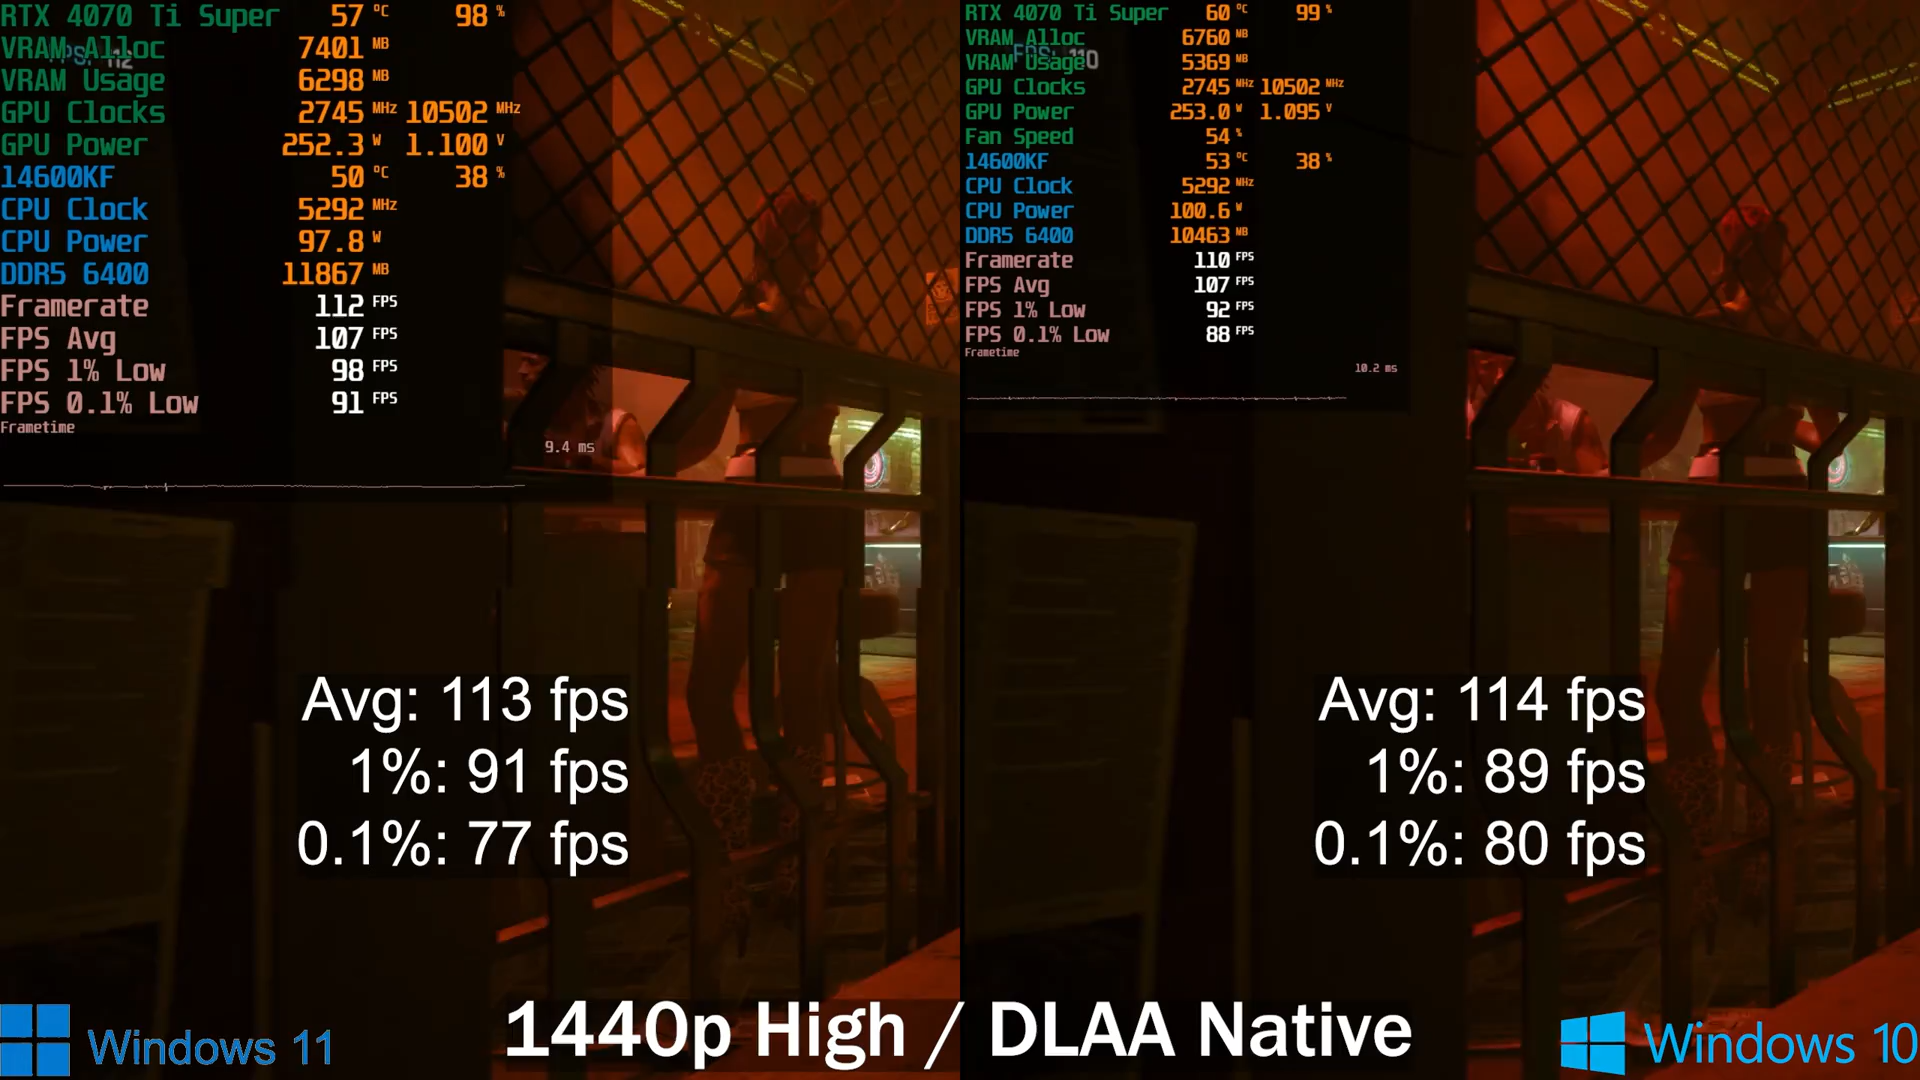 RTX 4070 Ti Super 57 °C 98 %
VRAM Alloc 7401 MB
FPS: 112
VRAM Usage 6298 MB
GPU Clocks 2745 MHz 10502 MHz
GPU Power 252.3 W 1.100 V
14600KF 50 °C 38 %
CPU Clock 5292 MHz
CPU Power 97.8 W
DDR5 6400 11867 MB
Framerate 112 FPS
FPS Avg 107 FPS
FPS 1% Low 98 FPS
FPS 0.1% Low 91 FPS
Frametime
9.4 ms
Avg: 113 fps
1%: 91 fps
0.1%: 77 fps
Windows 11
RTX 4070 Ti Super 60 °C 99 %
VRAM Alloc 6760 MB
FPS: 110
VRAM Usage 5369 MB
GPU Clocks 2745 MHz 10502 MHz
GPU Power 253.0 W 1.095 V
Fan Speed 54 %
14600KF 53 °C 38 %
CPU Clock 5292 MHz
CPU Power 100.6 W
DDR5 6400 10463 MB
Framerate 110 FPS
FPS Avg 107 FPS
FPS 1% Low 92 FPS
FPS 0.1% Low 88 FPS
Frametime
10.2 ms
Avg: 114 fps
1%: 89 fps
0.1%: 80 fps
1440p High / DLAA Native
Windows 10